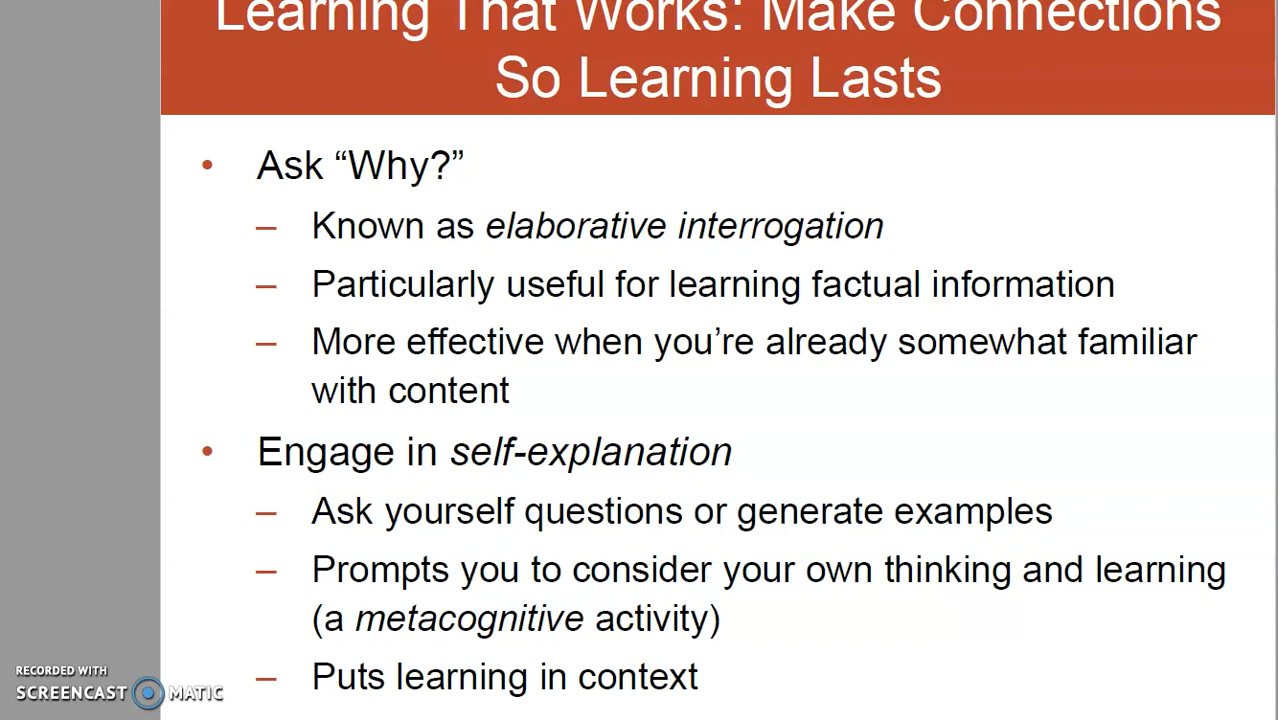 Learning That Works: Make Connections
So Learning Lasts
• Ask “Why?”
– Known as elaborative interrogation
– Particularly useful for learning factual information
– More effective when you’re already somewhat familiar
with content
• Engage in self-explanation
– Ask yourself questions or generate examples
– Prompts you to consider your own thinking and learning
(a metacognitive activity)
– Puts learning in context
RECORDED WITH
SCREENCAST MATIC